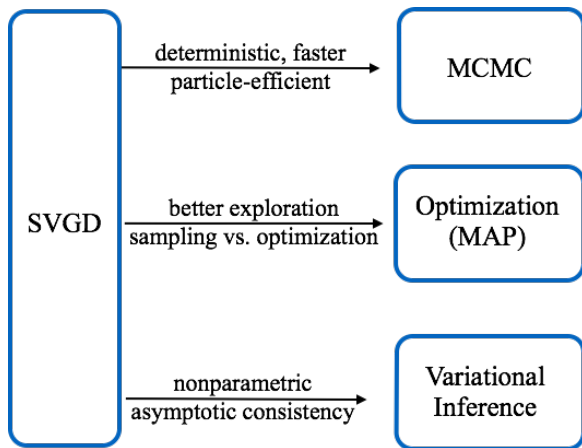 SVGD
deterministic, faster
particle-efficient
MCMC
better exploration
sampling vs. optimization
Optimization
(MAP)
nonparametric
asymptotic consistency
Variational
Inference